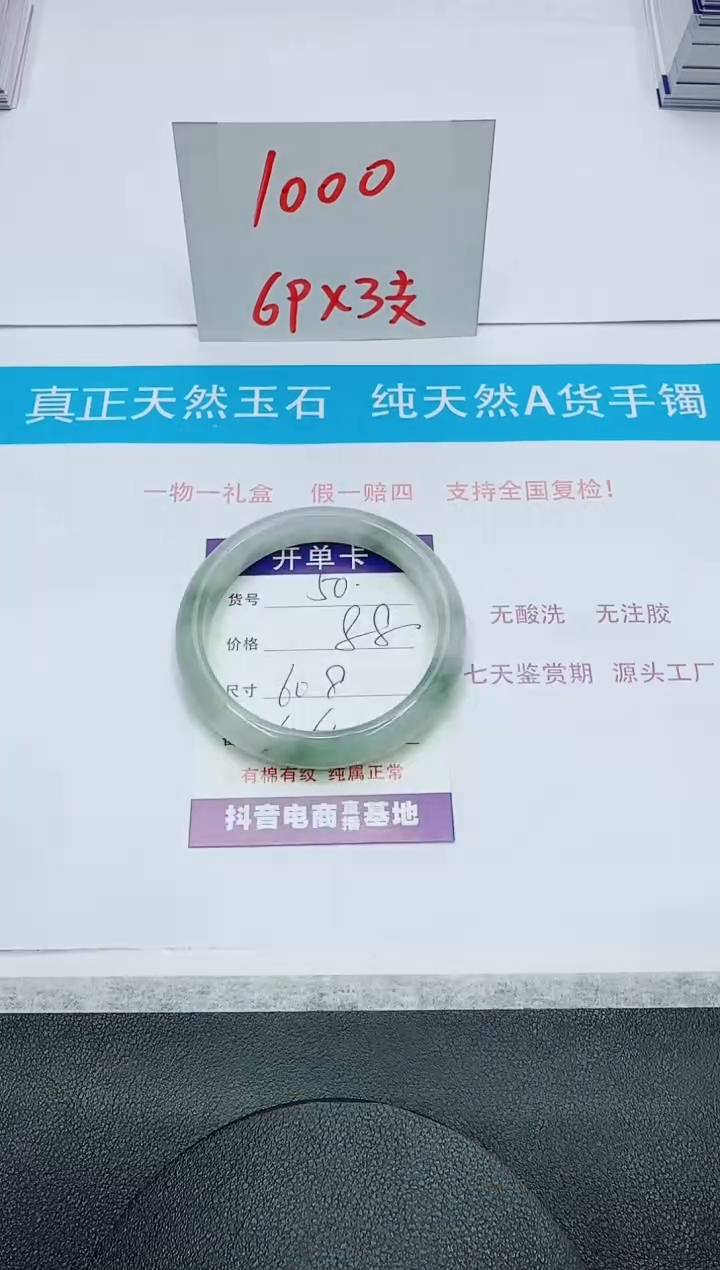 1000
6P×3支
真正天然玉石 纯天然A货手镯
一物一礼盒 假一赔四 支持全国复检!
开单卡
货号 50.
价格 88
尺寸 60 8
无酸洗 无注胶
七天鉴赏期 源头工厂
有棉有纹 纯属正常
抖音电商直播基地